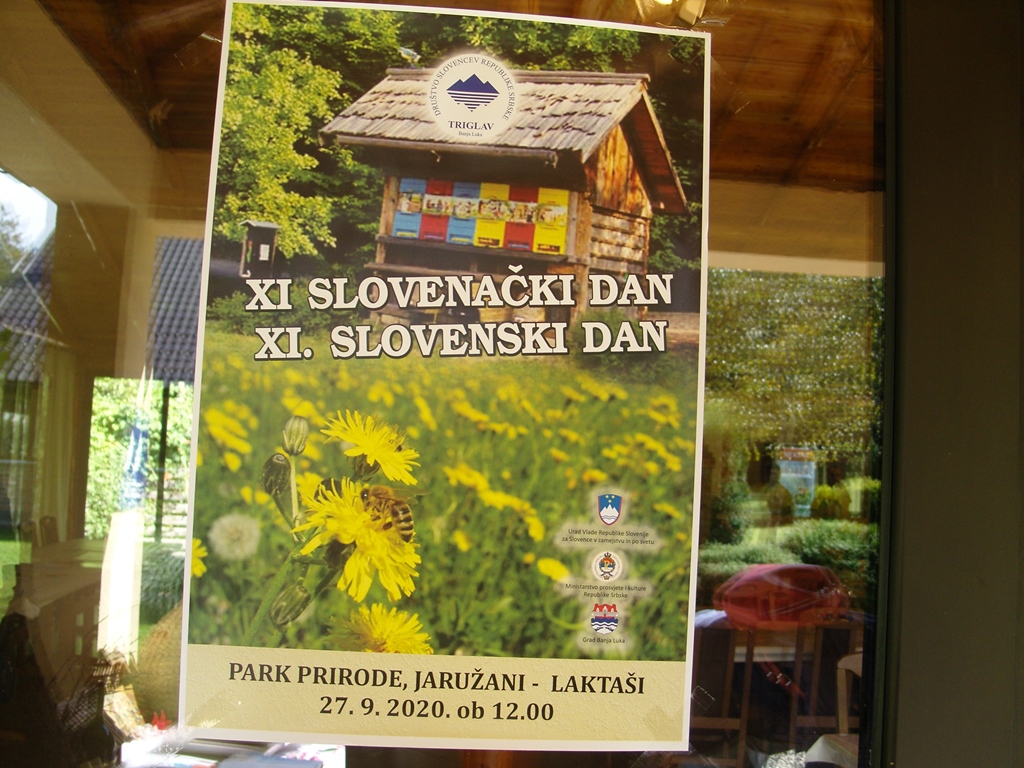 DRUŠTVO SLOVENCEV REPUBLIKE SRBSKE
TRIGLAV
Banja Luka
XI SLOVENAČKI DAN
XI. SLOVENSKI DAN
Urad Vlade Republike Slovenije
za Slovence v zamejstvu in po svetu
Ministarstvo prosvjete i kulture
Republike Srbske
Grad Banja Luka
PARK PRIRODE, JARUŽANI - LAKTAŠI
27. 9. 2020. ob 12.00